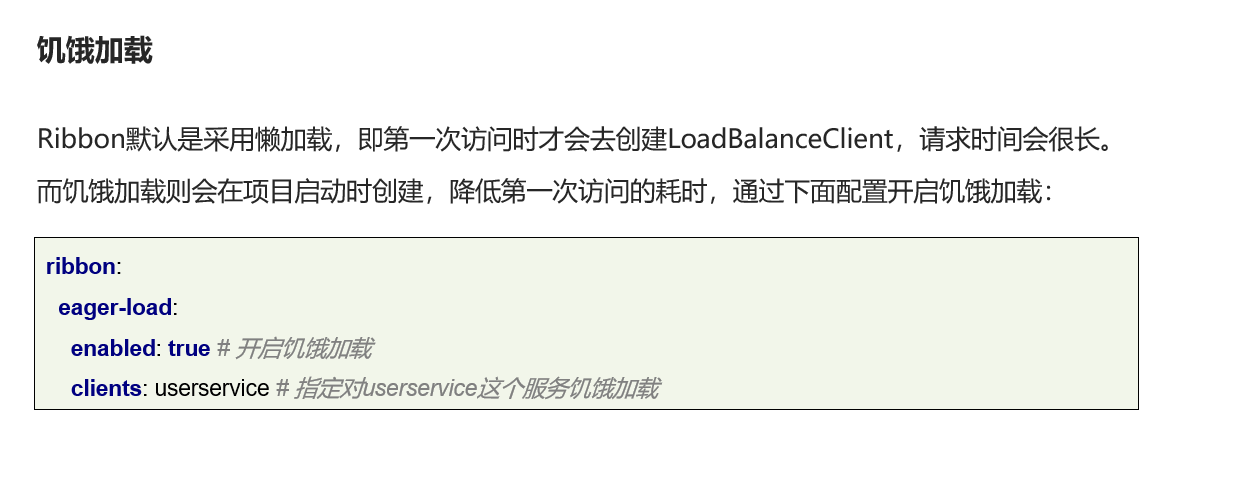 饥饿加载
Ribbon默认是采用懒加载，即第一次访问时才会去创建LoadBalanceClient，请求时间会很长。
而饥饿加载则会在项目启动时创建，降低第一次访问的耗时，通过下面配置开启饥饿加载：
ribbon:
  eager-load:
    enabled: true # 开启饥饿加载
    clients: userservice # 指定对userservice这个服务饥饿加载